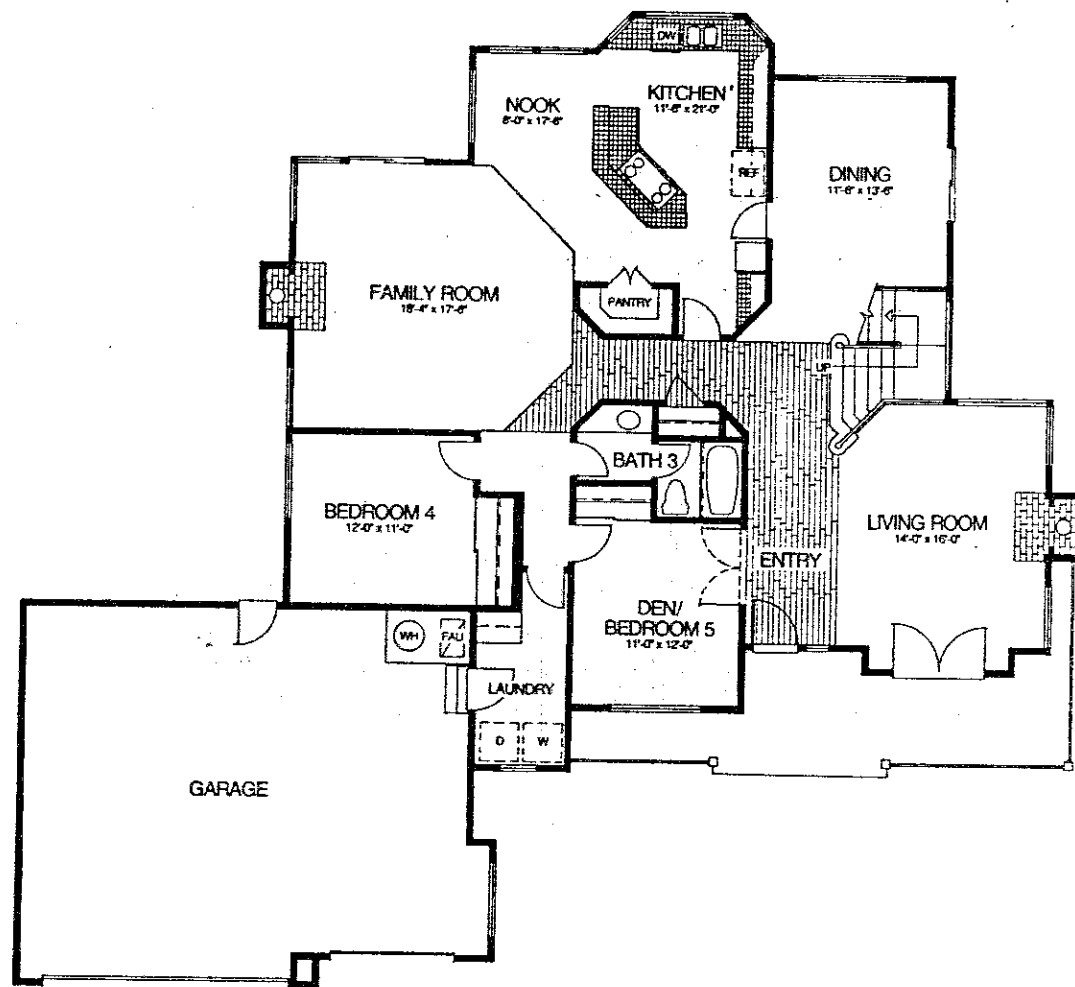 DW
KITCHEN
11'-6" x 21'-0"
NOOK
8'-0" x 17'-6"
REF
DINING
11'-6" x 13'-6"
FAMILY ROOM
18'-4" x 17'-6"
PANTRY
UP
BATH 3
BEDROOM 4
12'-0" x 11'-0"
LIVING ROOM
14'-0" x 16'-0"
ENTRY
DEN/
BEDROOM 5
11'-0" x 12'-0"
WH
FAU
LAUNDRY
D
W
GARAGE